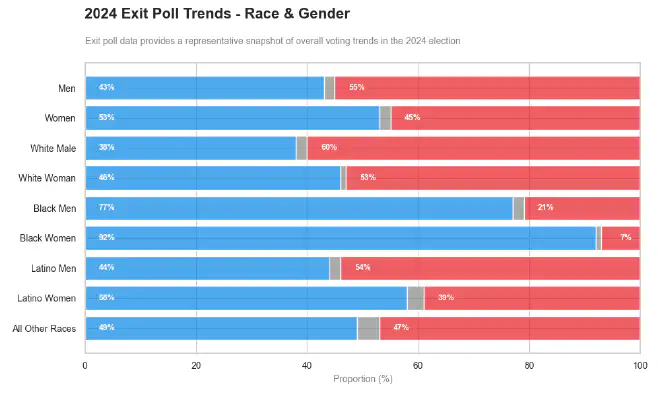 2024 Exit Poll Trends - Race & Gender
Exit poll data provides a representative snapshot of overall voting trends in the 2024 election
Men 43% 55%
Women 53% 45%
White Male 38% 60%
White Woman 46% 53%
Black Men 77% 21%
Black Women 92% 7%
Latino Men 44% 54%
Latino Women 58% 39%
All Other Races 49% 47%
0 20 40 60 80 100
Proportion (%)